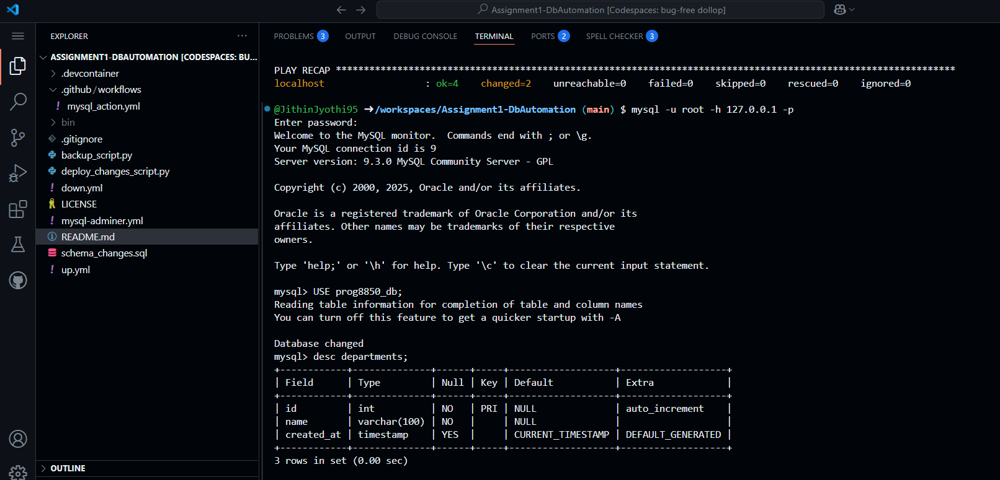 Assignment1-DbAutomation [Codespaces: bug-free dollop]
EXPLORER
ASSIGNMENT1-DBAUTOMATION [CODESPACES: BU...
.devcontainer
.github/workflows
! mysql_action.yml
bin
.gitignore
backup_script.py
deploy_changes_script.py
! down.yml
LICENSE
! mysql-adminer.yml
README.md
schema_changes.sql
! up.yml
OUTLINE
PROBLEMS 3 OUTPUT DEBUG CONSOLE TERMINAL PORTS 2 SPELL CHECKER 3
PLAY RECAP ***************************************************************************************************************
localhost : ok=4 changed=2 unreachable=0 failed=0 skipped=0 rescued=0 ignored=0
@JithinJyothi95 ➜/workspaces/Assignment1-DbAutomation (main) $ mysql -u root -h 127.0.0.1 -p
Enter password:
Welcome to the MySQL monitor.  Commands end with ; or \g.
Your MySQL connection id is 9
Server version: 9.3.0 MySQL Community Server - GPL
Copyright (c) 2000, 2025, Oracle and/or its affiliates.
Oracle is a registered trademark of Oracle Corporation and/or its
affiliates. Other names may be trademarks of their respective
owners.
Type 'help;' or '\h' for help. Type '\c' to clear the current input statement.
mysql> USE prog8850_db;
Reading table information for completion of table and column names
You can turn off this feature to get a quicker startup with -A
Database changed
mysql> desc departments;
+------------+--------------+------+-----+-------------------+-------------------+
| Field      | Type         | Null | Key | Default           | Extra             |
+------------+--------------+------+-----+-------------------+-------------------+
| id         | int          | NO   | PRI | NULL              | auto_increment    |
| name       | varchar(100) | NO   |     | NULL              |                   |
| created_at | timestamp    | YES  |     | CURRENT_TIMESTAMP | DEFAULT_GENERATED |
+------------+--------------+------+-----+-------------------+-------------------+
3 rows in set (0.00 sec)